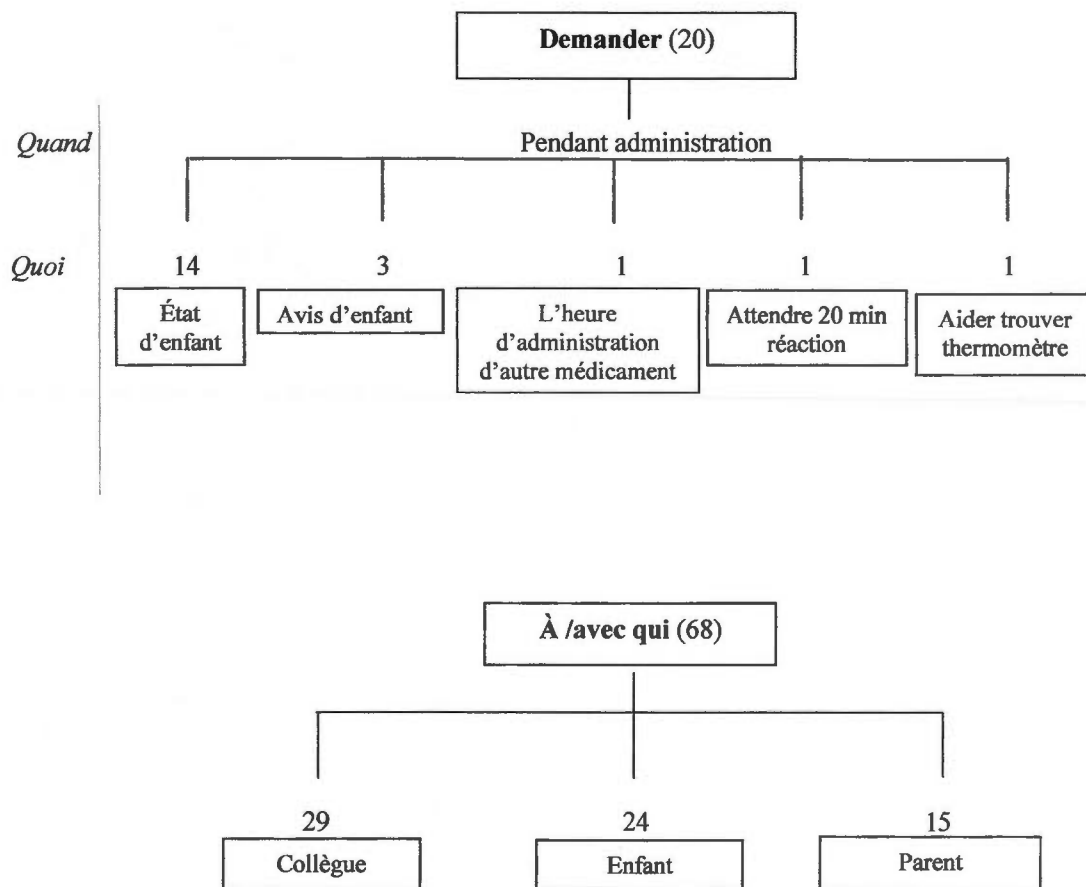 Demander (20)
Quand
Pendant administration
Quoi
14
3
1
1
1
État
d'enfant
Avis d'enfant
L'heure
d'administration
d'autre médicament
Attendre 20 min
réaction
Aider trouver
thermomètre
À /avec qui (68)
29
24
15
Collègue
Enfant
Parent